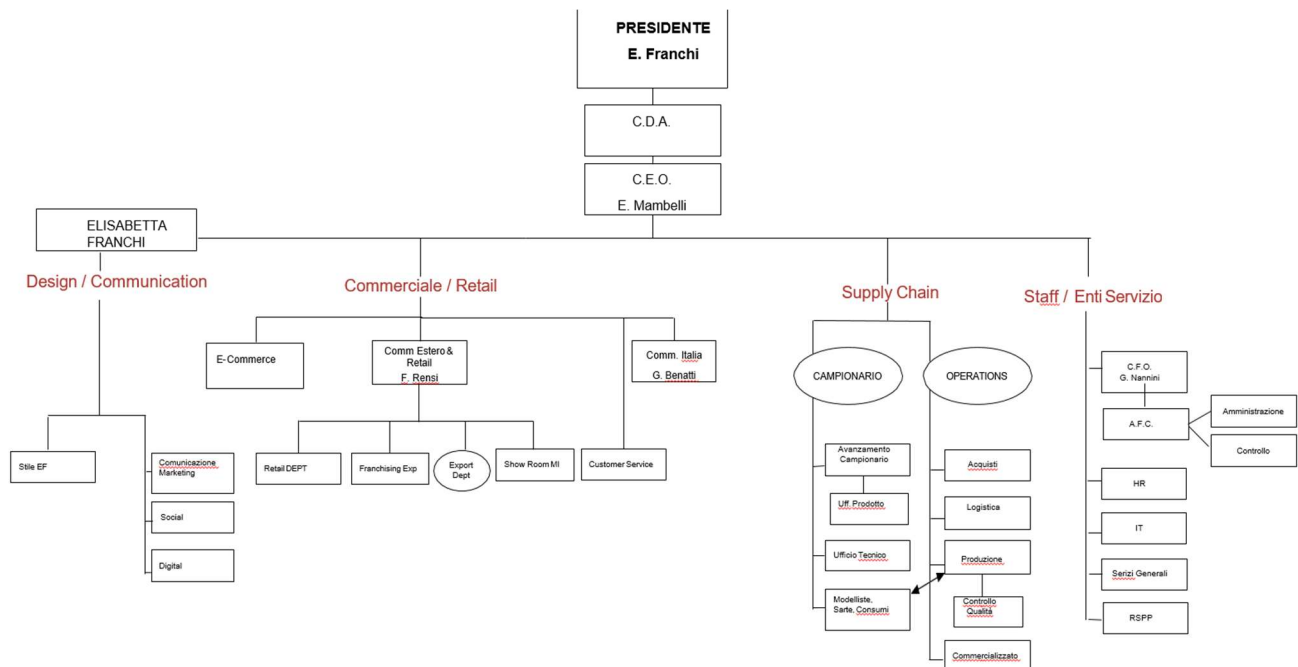 PRESIDENTE
E. Franchi
C.D.A.
C.E.O.
E. Mambelli
ELISABETTA
FRANCHI
Design / Communication
Commerciale / Retail
Supply Chain
Staff / Enti Servizio
E-Commerce
Comm Estero &
Retail
F. Rensi
Comm. Italia
G. Benatti
CAMPIONARIO
OPERATIONS
C.F.O.
G. Nannini
A.F.C.
Amministrazione
Controllo
Stile EF
Comunicazione
Marketing
Social
Digital
Retail DEPT
Franchising Exp
Export
Dept
Show Room MI
Customer Service
Avanzamento
Campionario
Uff. Prodotto
Ufficio Tecnico
Modelliste,
Sarte, Consumi
Acquisti
Logistica
Produzione
Controllo
Qualità
Commercializzato
HR
IT
Serizi Generali
RSPP